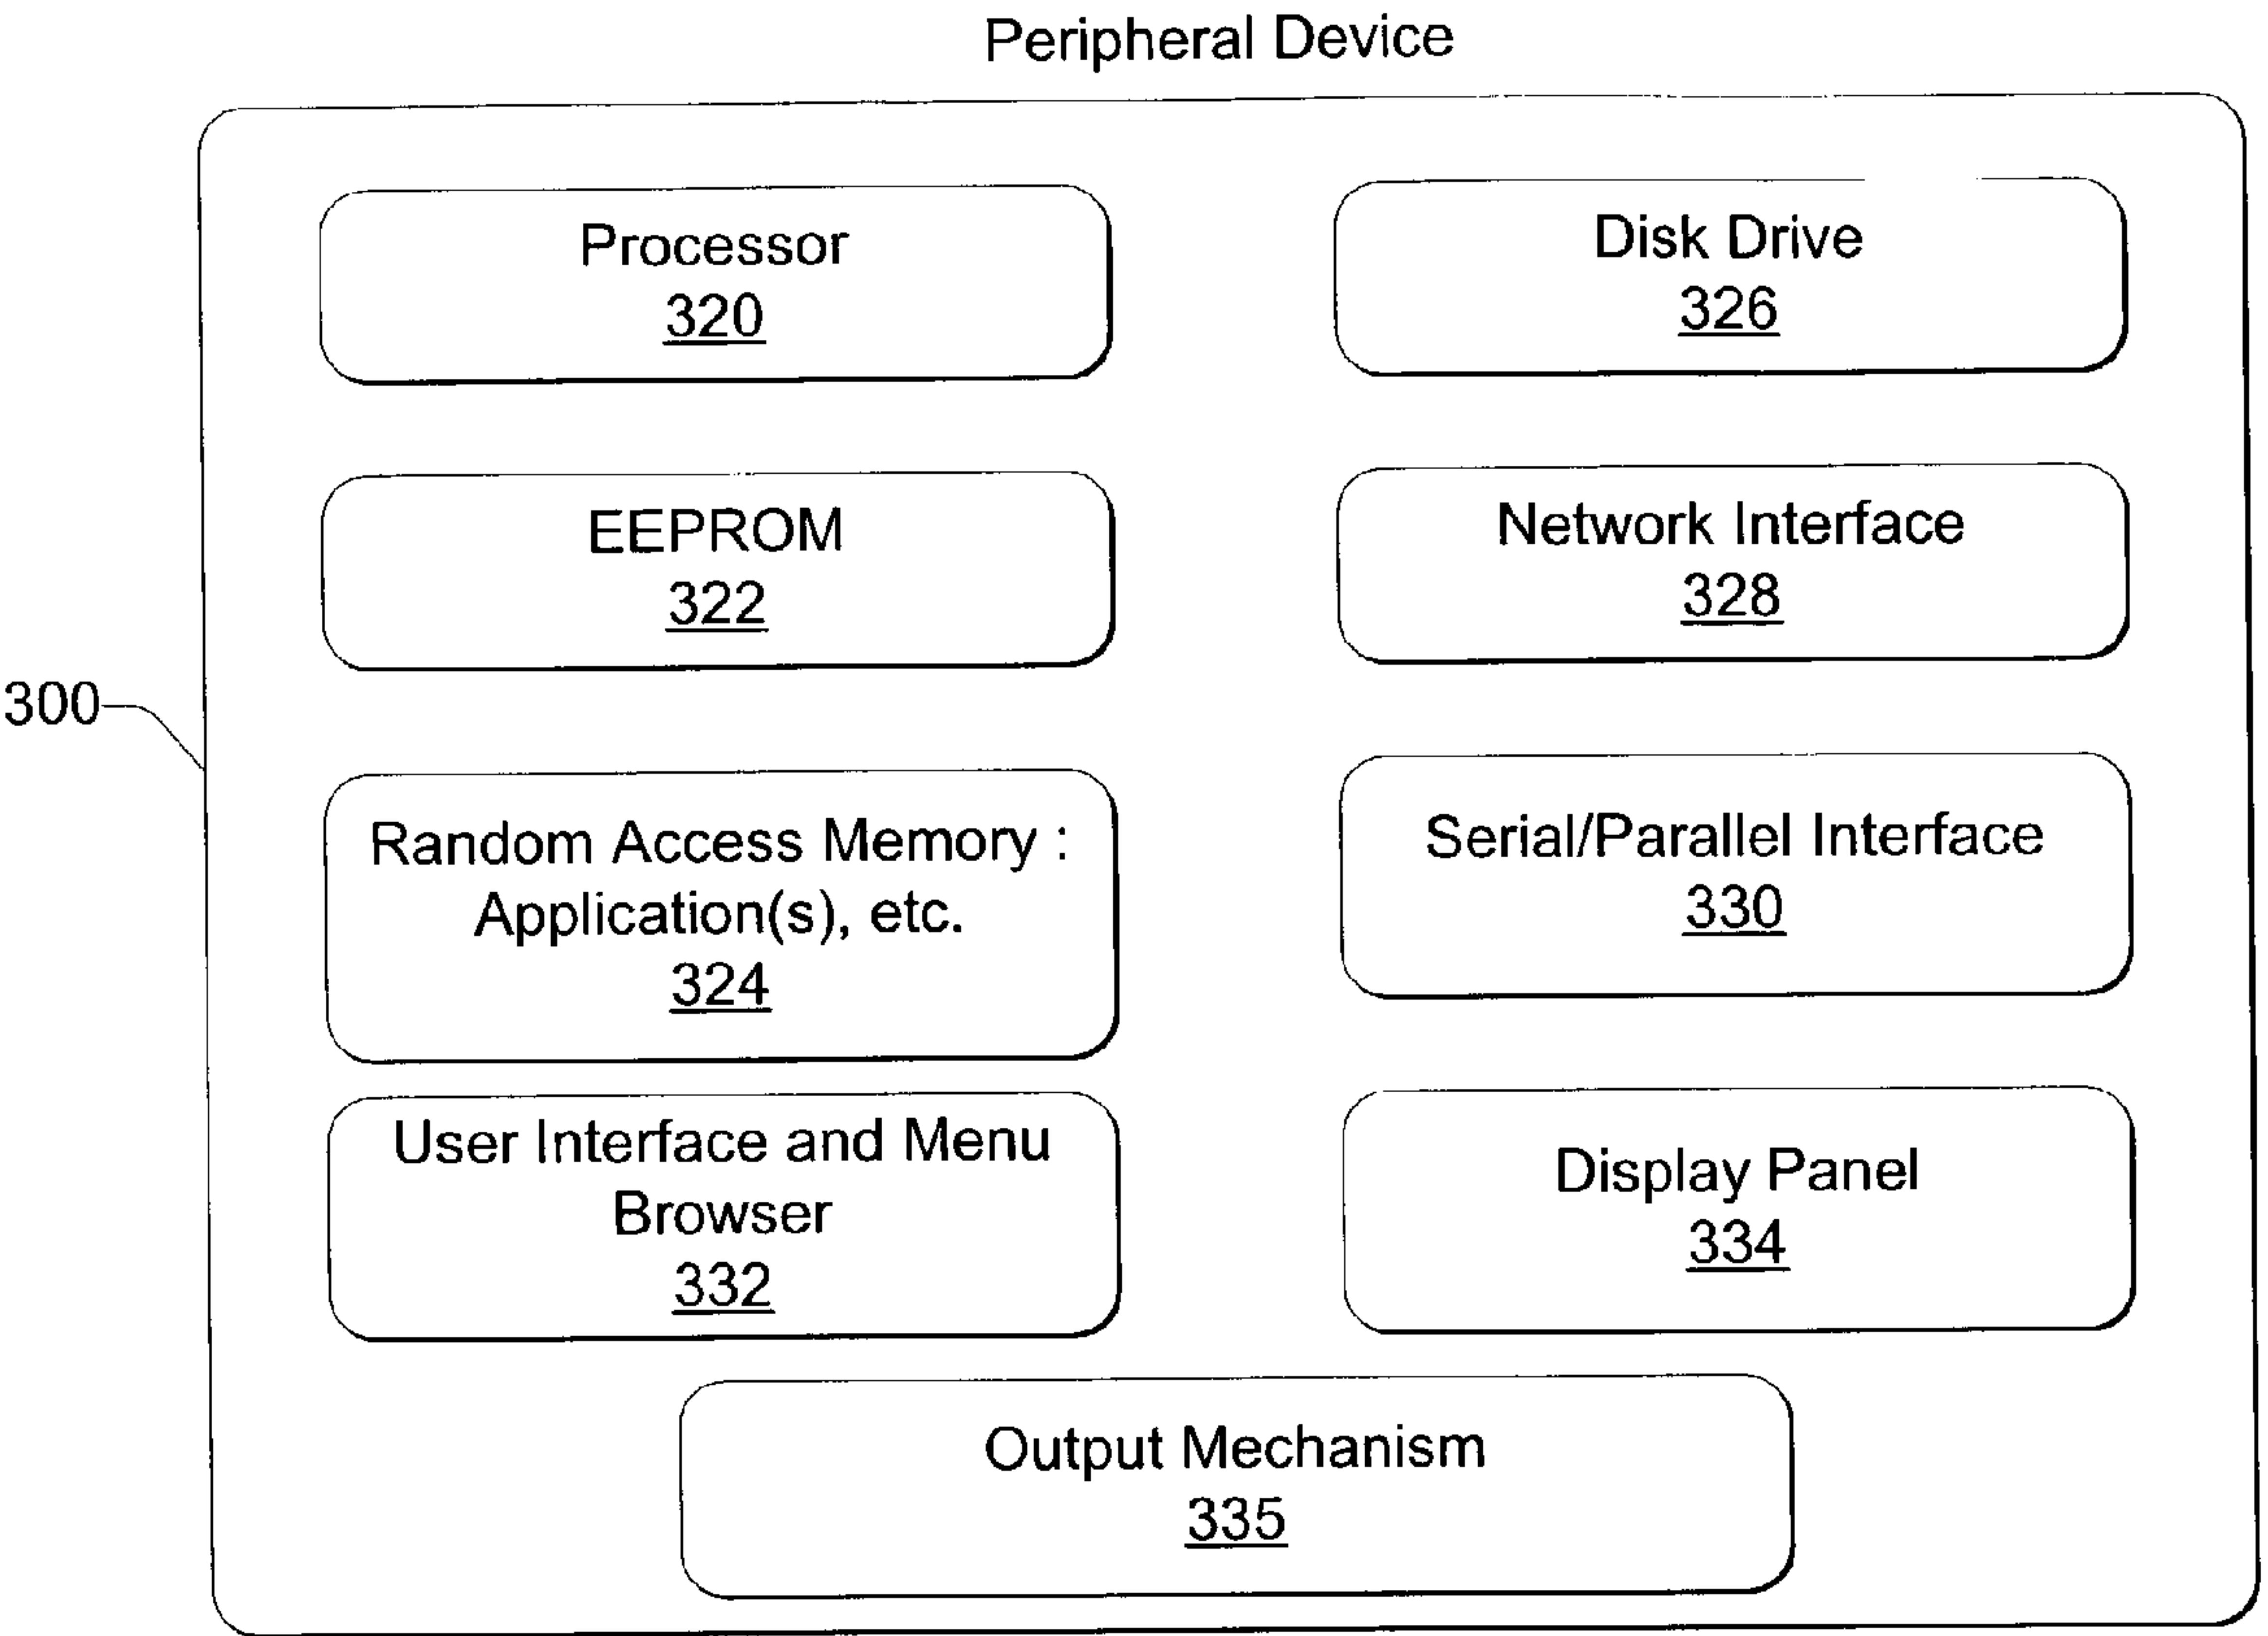 Peripheral Device
Processor
320
Disk Drive
326
EEPROM
322
Network Interface
328
300
Random Access Memory :
Application(s), etc.
324
Serial/Parallel Interface
330
User Interface and Menu
Browser
332
Display Panel
334
Output Mechanism
335